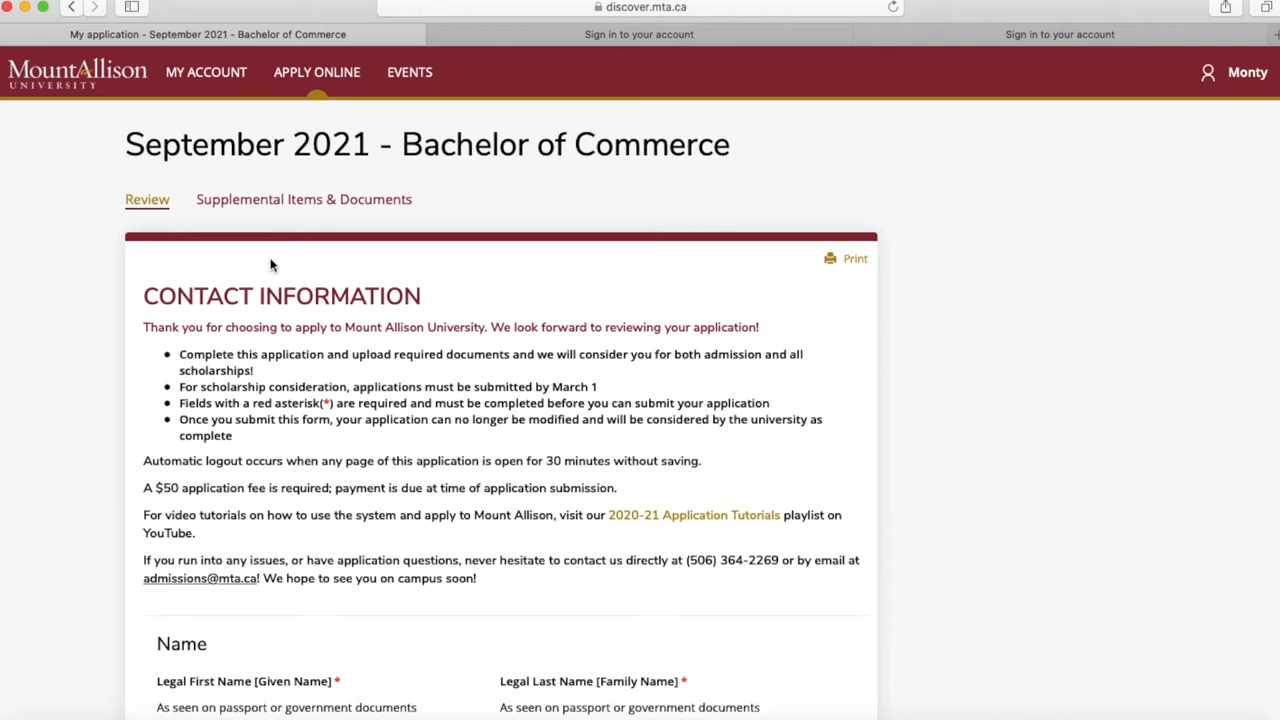 discover.mta.ca
My application - September 2021 - Bachelor of Commerce
Sign in to your account
Sign in to your account
MountAllison
UNIVERSITY
MY ACCOUNT
APPLY ONLINE
EVENTS
Monty
September 2021 - Bachelor of Commerce
Review
Supplemental Items & Documents
Print
CONTACT INFORMATION
Thank you for choosing to apply to Mount Allison University. We look forward to reviewing your application!
• Complete this application and upload required documents and we will consider you for both admission and all
scholarships!
• For scholarship consideration, applications must be submitted by March 1
• Fields with a red asterisk(*) are required and must be completed before you can submit your application
• Once you submit this form, your application can no longer be modified and will be considered by the university as
complete
Automatic logout occurs when any page of this application is open for 30 minutes without saving.
A $50 application fee is required; payment is due at time of application submission.
For video tutorials on how to use the system and apply to Mount Allison, visit our 2020-21 Application Tutorials playlist on
YouTube.
If you run into any issues, or have application questions, never hesitate to contact us directly at (506) 364-2269 or by email at
admissions@mta.ca! We hope to see you on campus soon!
Name
Legal First Name [Given Name] *
Legal Last Name [Family Name] *
As seen on passport or government documents
As seen on passport or government documents